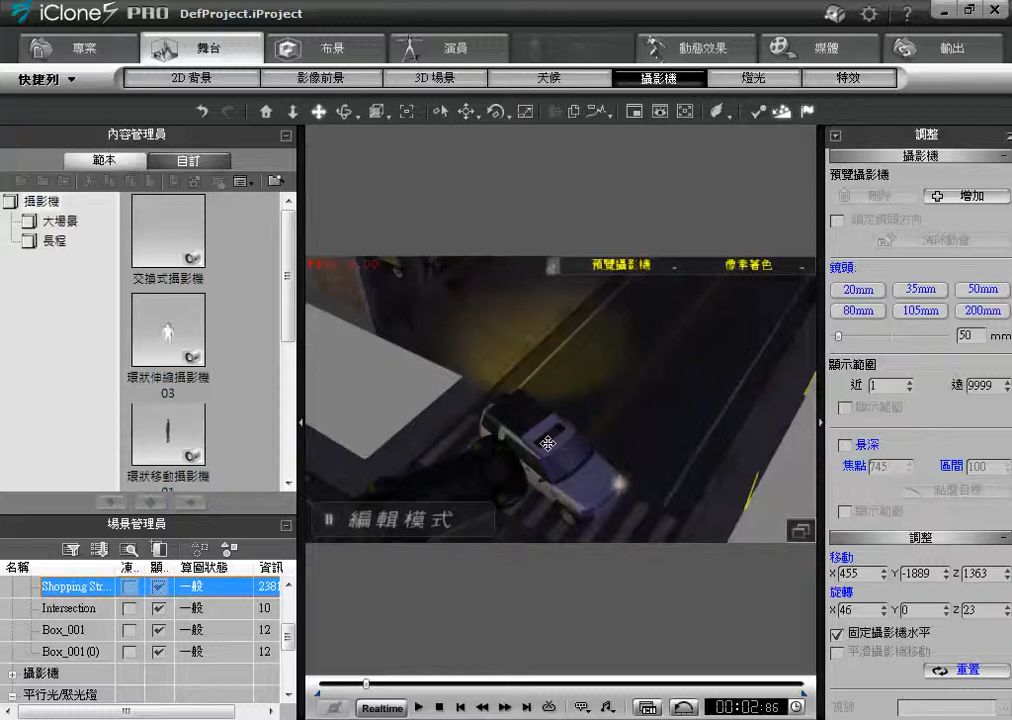 iClone5 PRO DefProject.iProject
專案 舞台 布景 演員 動態效果 媒體 輸出
快捷列 2D 背景 影像前景 3D 場景 天候 攝影機 燈光 特效
內容管理員
範本 自訂
攝影機
大場景
長程
交換式攝影機
環狀伸縮攝影機
03
環狀移動攝影機
01
預覽攝影機 像素著色
編輯模式
調整
攝影機
預覽攝影機
刪除 增加
鎖定鏡頭方向
清除動畫
鏡頭:
20mm 35mm 50mm
80mm 105mm 200mm
50 mm
顯示範圍
近 1 遠 9999
顯示範圍
景深
焦點 745 區間 100
點選目標
顯示範圍
調整
移動
X 455 Y -1889 Z 1363
旋轉
X 46 Y 0 Z 23
固定攝影機水平
平滑攝影機移動
重置
場景管理員
名稱 凍.. 顯.. 算圖狀態 資訊
Shopping Str... 一般 2381
Intersection 一般 10
Box_001 一般 12
Box_001(0) 一般 12
攝影機
平行光/聚光燈
Realtime 00:02:86